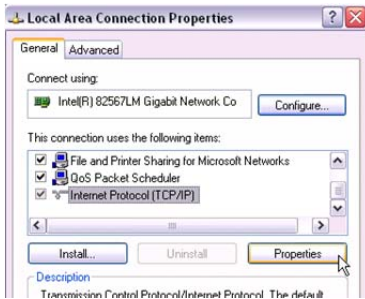 Local Area Connection Properties
General Advanced
Connect using:
Intel(R) 82567LM Gigabit Network Co Configure...
This connection uses the following items:
File and Printer Sharing for Microsoft Networks
QoS Packet Scheduler
Internet Protocol (TCP/IP)
Install... Uninstall Properties
Description
Transmission Control Protocol/Internet Protocol. The default